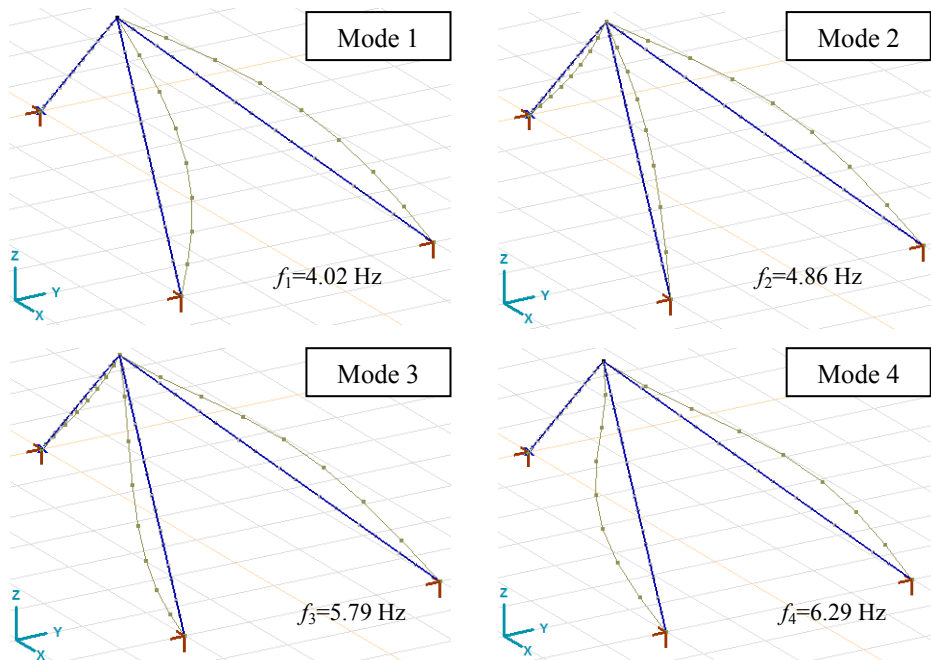 Mode 1
Z
Y
X
f₁=4.02 Hz
Mode 2
Z
Y
X
f₂=4.86 Hz
Mode 3
Z
Y
X
f₃=5.79 Hz
Mode 4
Z
Y
X
f₄=6.29 Hz